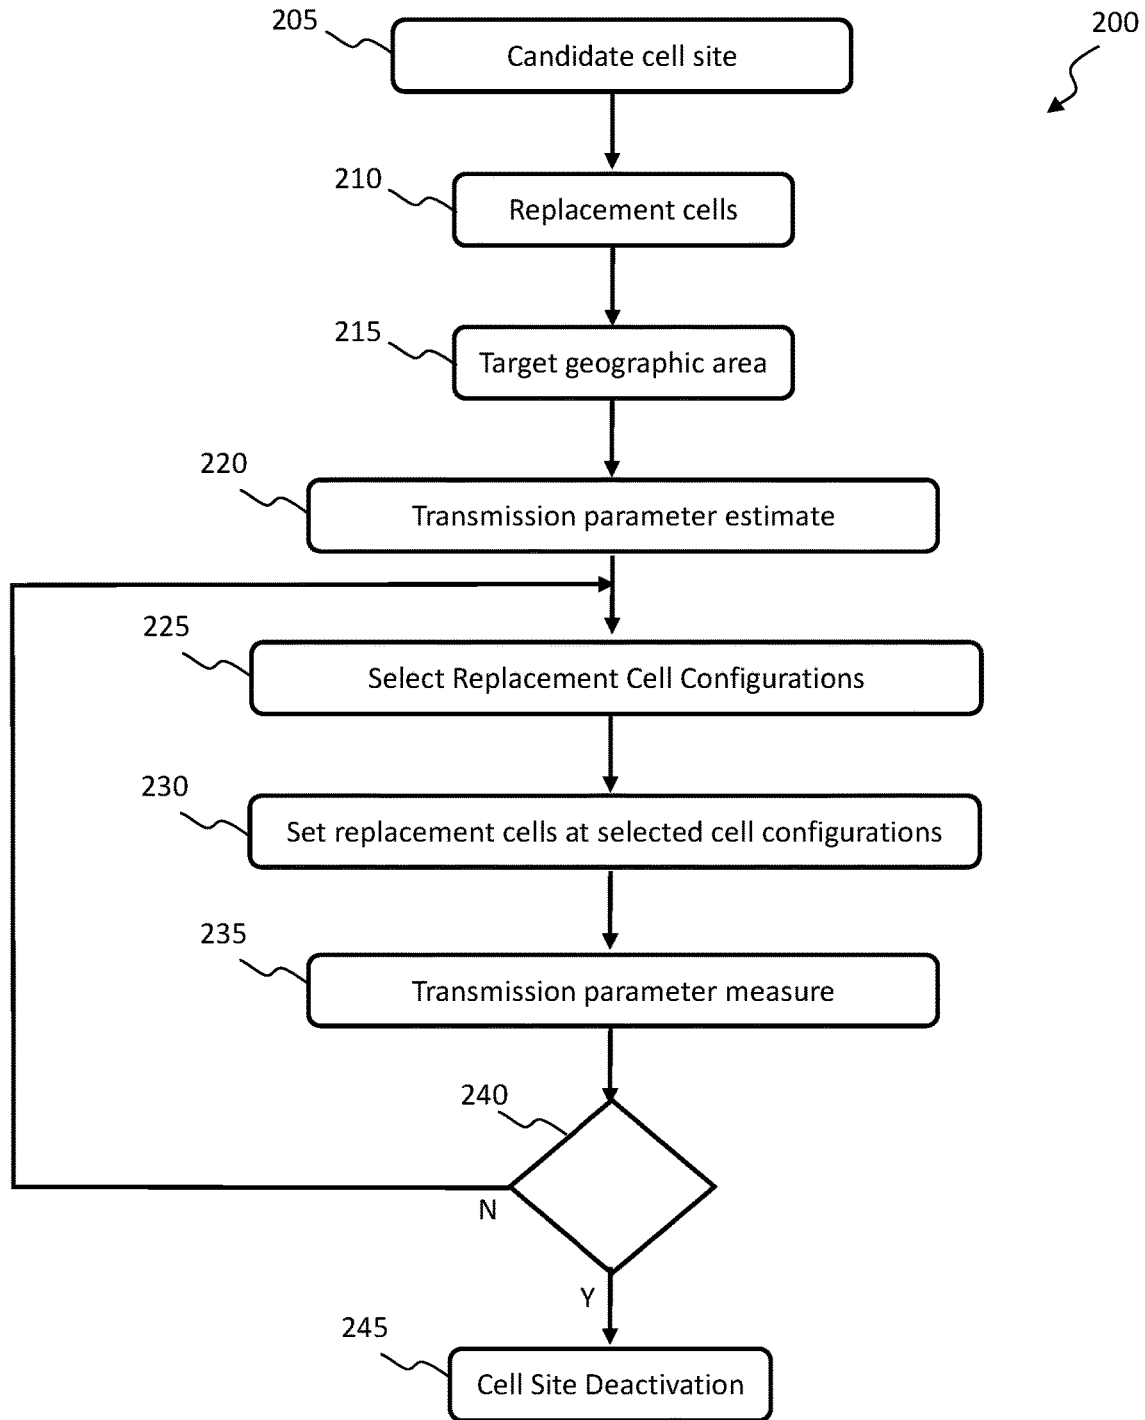 205
200
Candidate cell site
210
Replacement cells
215
Target geographic area
220
Transmission parameter estimate
225
Select Replacement Cell Configurations
230
Set replacement cells at selected cell configurations
235
Transmission parameter measure
240
N
Y
245
Cell Site Deactivation